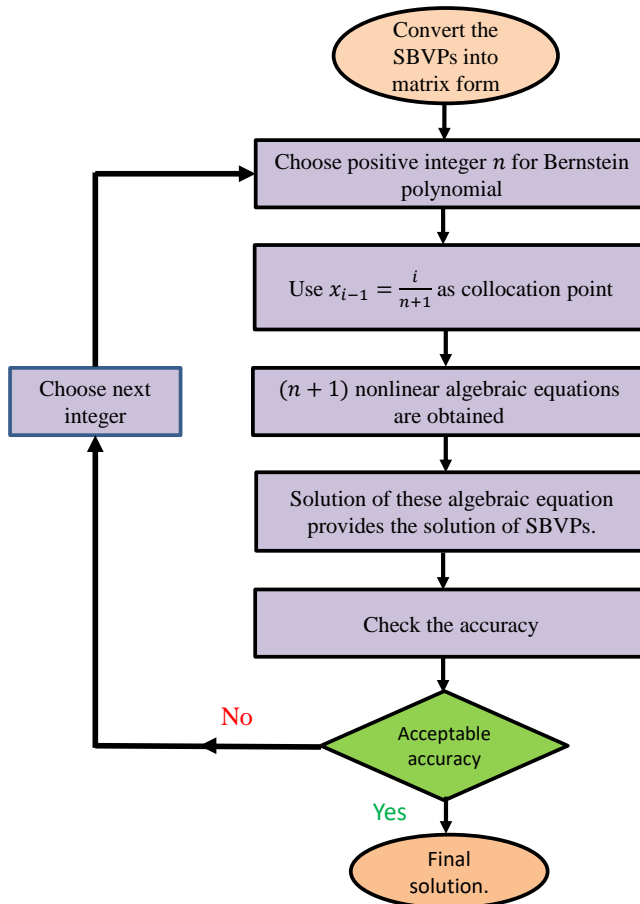 Convert the
SBVPs into
matrix form
Choose positive integer n for Bernstein
polynomial
Use x_{i−1} = i/(n+1) as collocation point
Choose next
integer
(n + 1) nonlinear algebraic equations
are obtained
Solution of these algebraic equation
provides the solution of SBVPs.
Check the accuracy
No
Acceptable
accuracy
Yes
Final
solution.